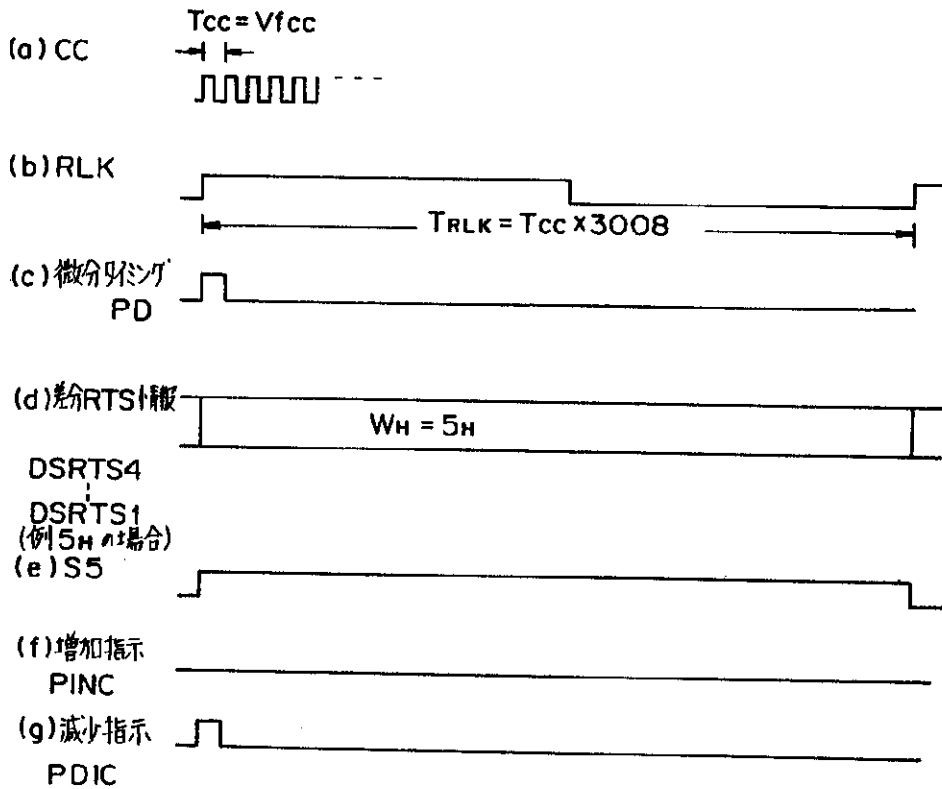 Tcc=Vfcc
(a) CC
(b) RLK
TRLK = Tcc×3008
(c) 微分タイミング
PD
(d) 差分RTS情報
WH = 5H
DSRTS4
DSRTS1
(例 5Hの場合)
(e) S5
(f) 増加指示
PINC
(g) 減少指示
PDIC